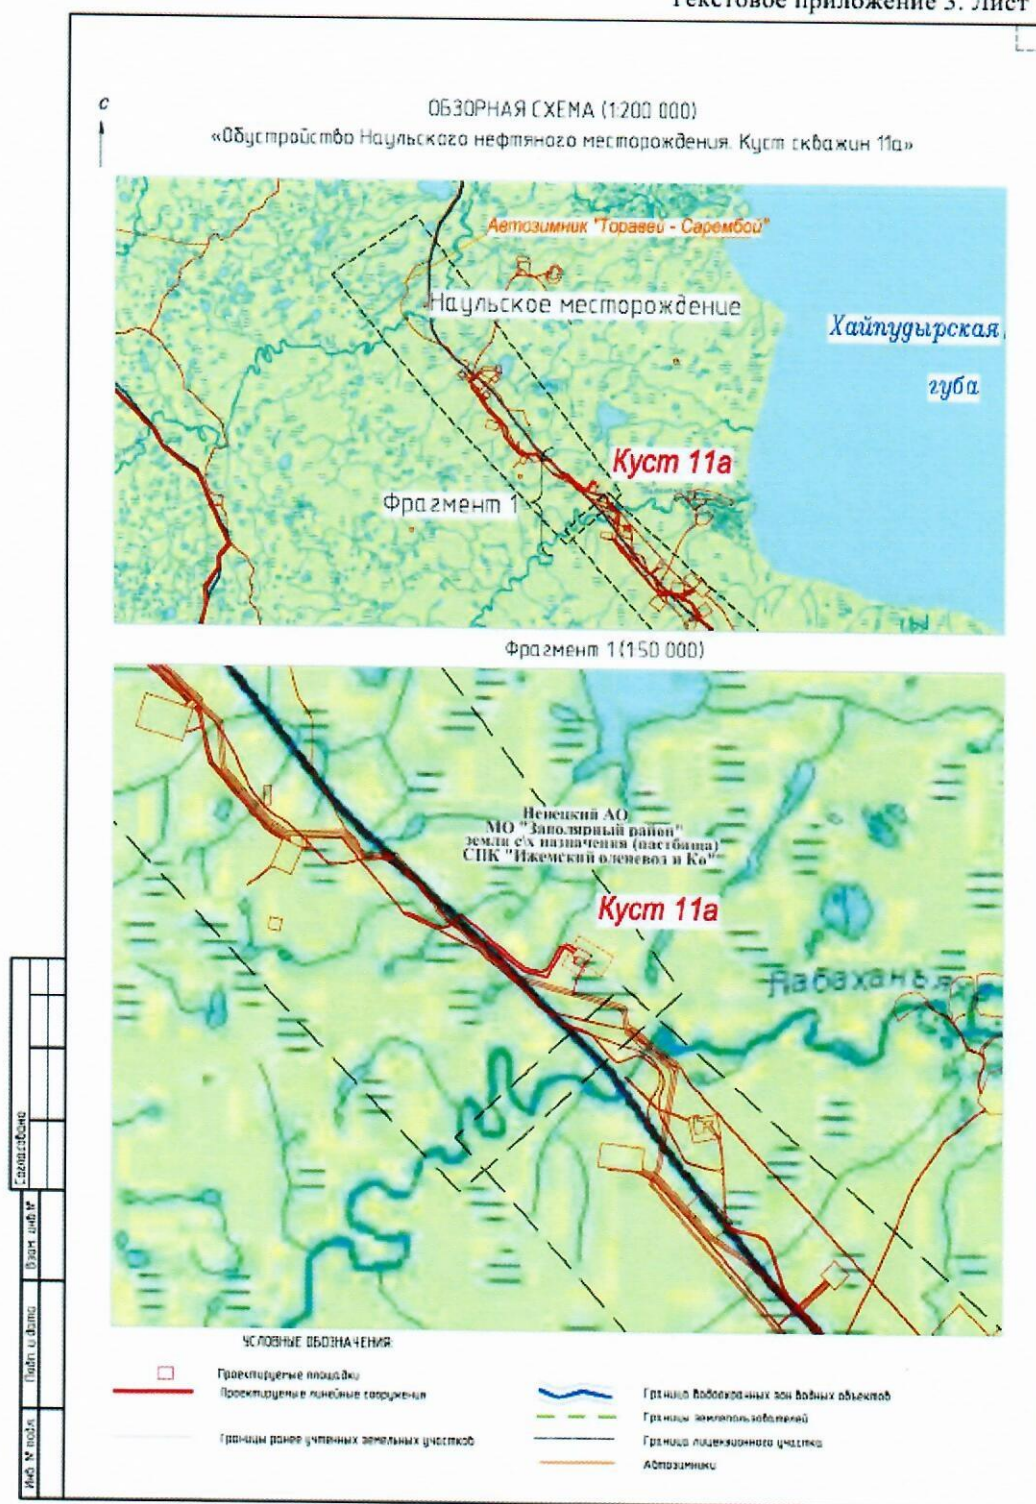 Текстовое приложение 3. Лист
с
ОБЗОРНАЯ СХЕМА (1:200 000)
«Обустройство Наульского нефтяного месторождения. Куст скважин 11а»
Автозимник "Торавей - Сарембой"
Наульское месторождение
Хайпудырская
губа
Куст 11а
Фрагмент 1
Фрагмент 1 (1:50 000)
Ненецкий АО
МО "Заполярный район"
земли с\х назначения (пастбища)
СПК "Ижемский оленевод и Ко"
Куст 11а
Лабаханъя
Согласовано
Взам. инв №
Подп. и дата
Инв. № подл.
УСЛОВНЫЕ ОБОЗНАЧЕНИЯ:
Проектируемые площадки
Проектируемые линейные сооружения
Границы ранее учтенных земельных участков
Граница водоохранных зон водных объектов
Границы землепользователей
Граница лицензионного участка
Автозимники